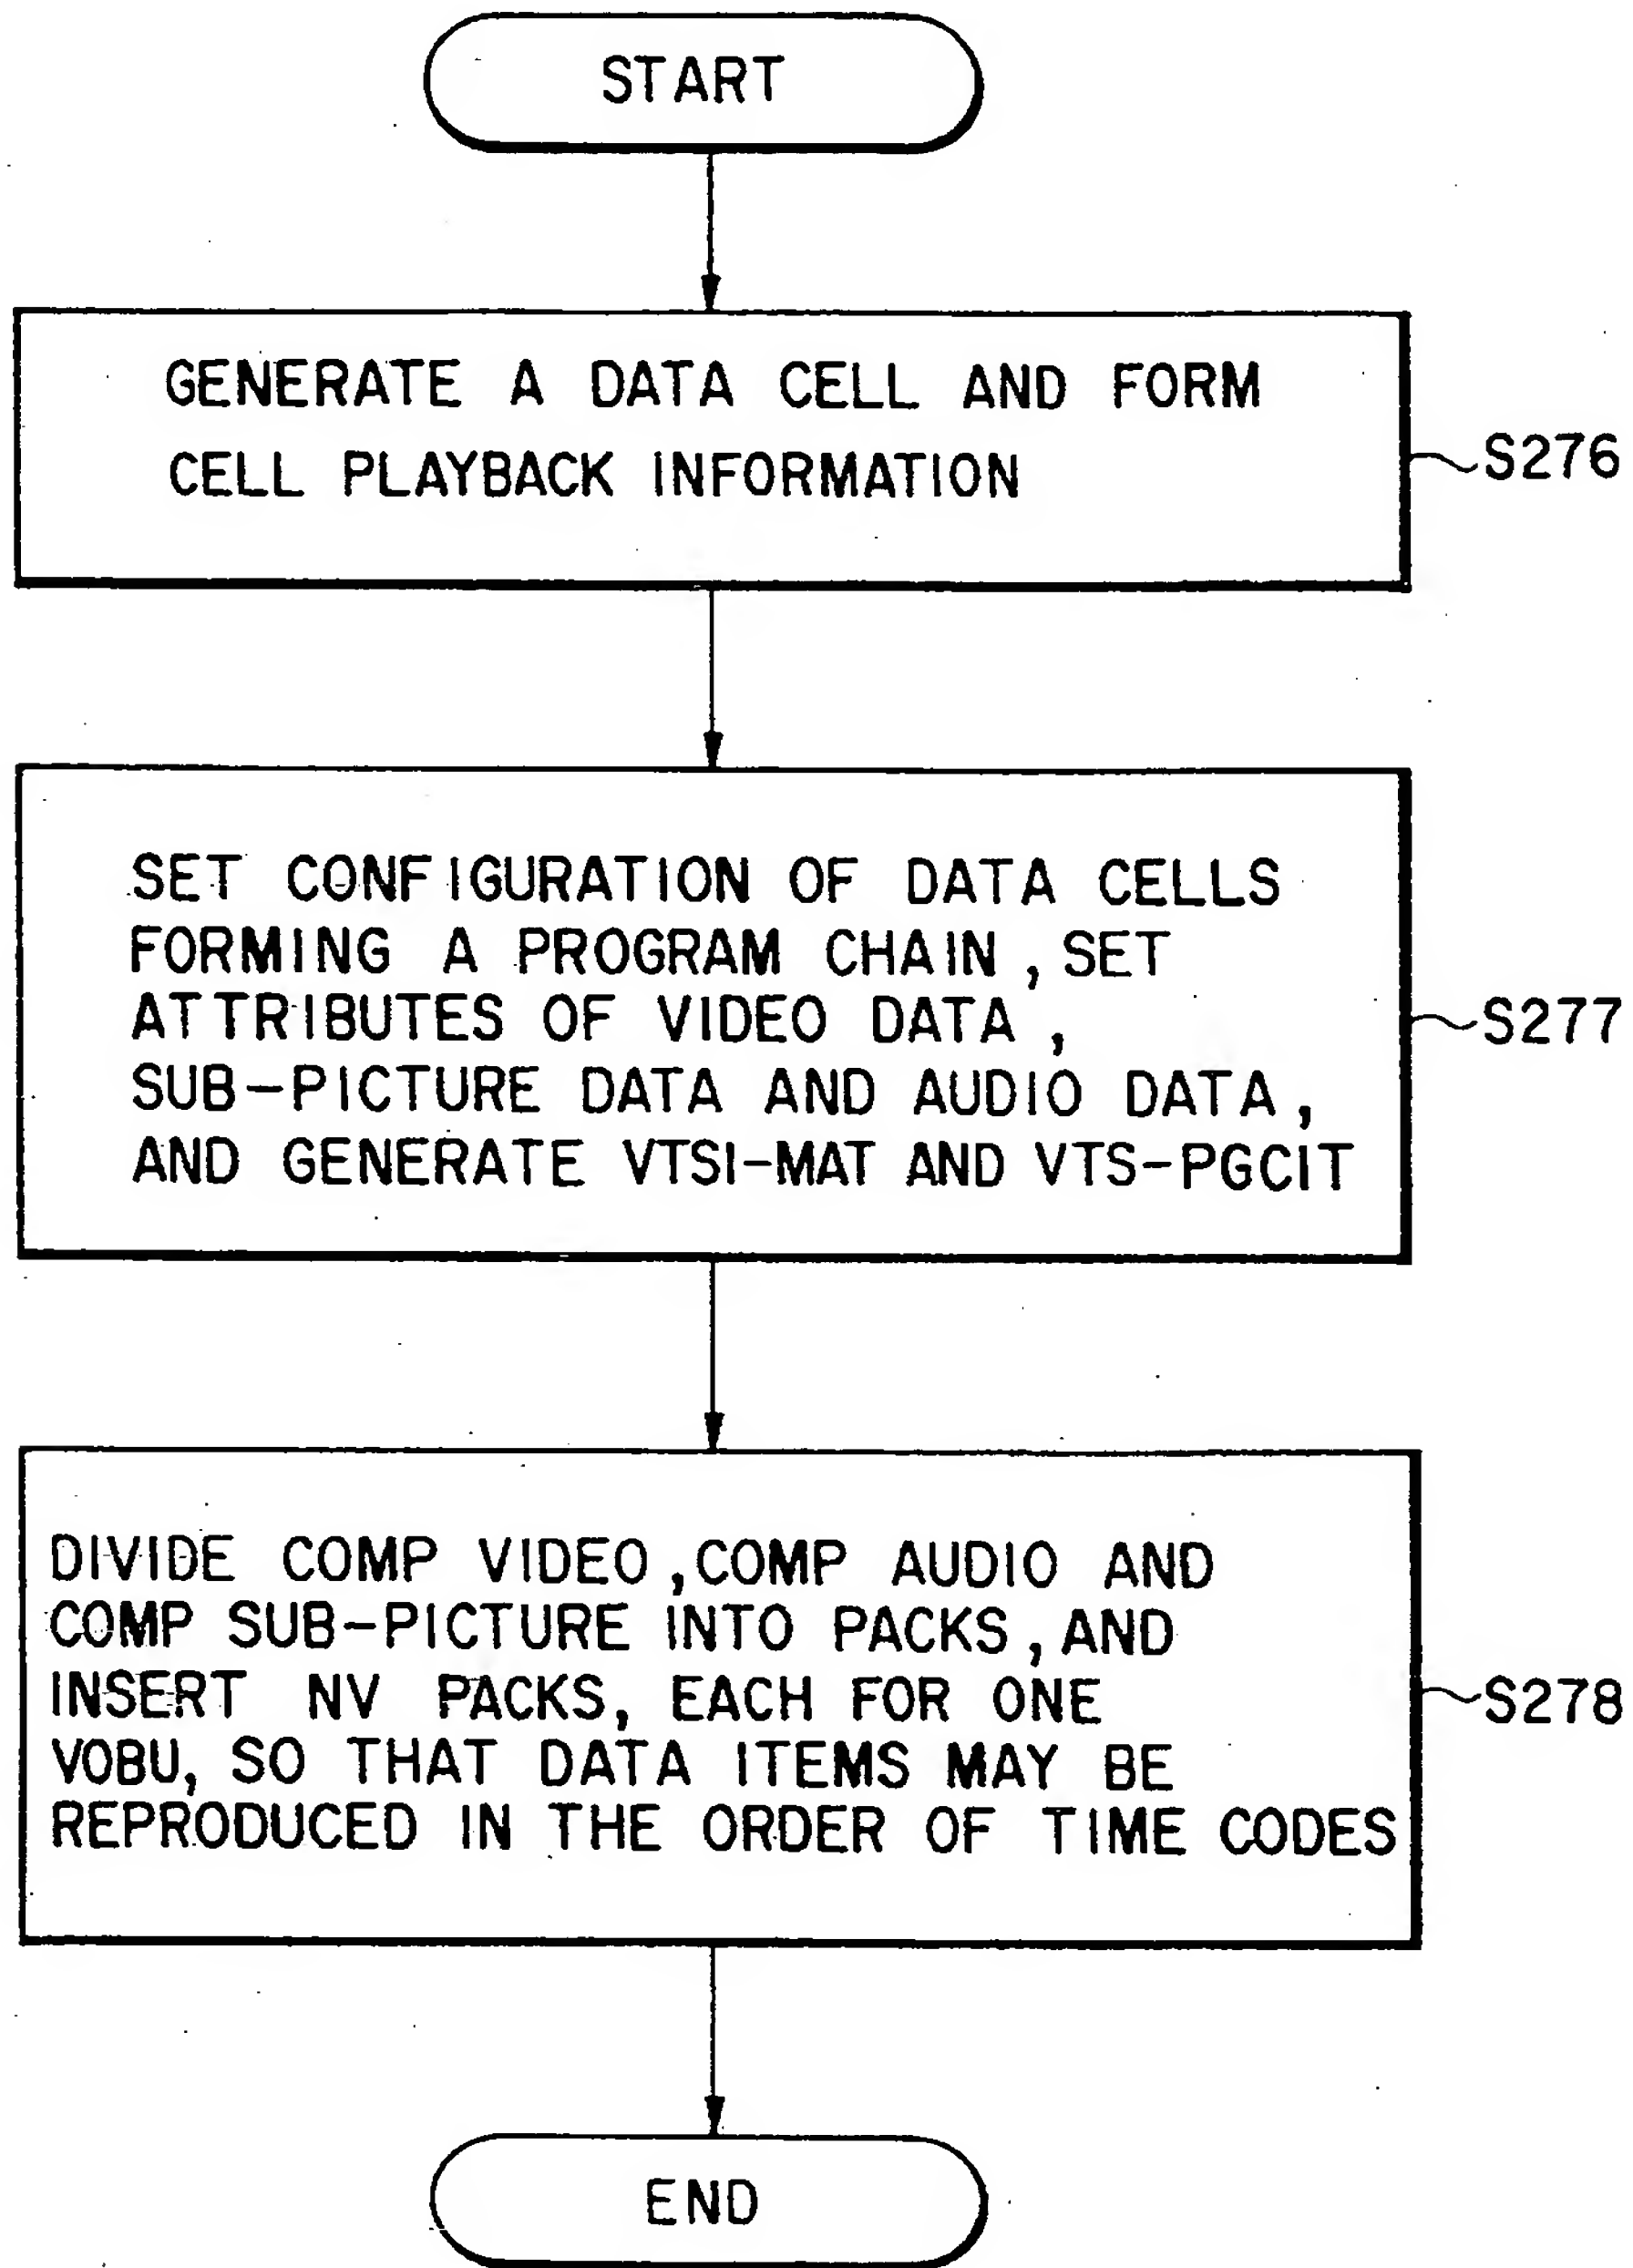 START
GENERATE A DATA CELL AND FORM
CELL PLAYBACK INFORMATION
S276
SET CONFIGURATION OF DATA CELLS
FORMING A PROGRAM CHAIN, SET
ATTRIBUTES OF VIDEO DATA,
SUB-PICTURE DATA AND AUDIO DATA,
AND GENERATE VTSI-MAT AND VTS-PGCIT
S277
DIVIDE COMP VIDEO, COMP AUDIO AND
COMP SUB-PICTURE INTO PACKS, AND
INSERT NV PACKS, EACH FOR ONE
VOBU, SO THAT DATA ITEMS MAY BE
REPRODUCED IN THE ORDER OF TIME CODES
S278
END